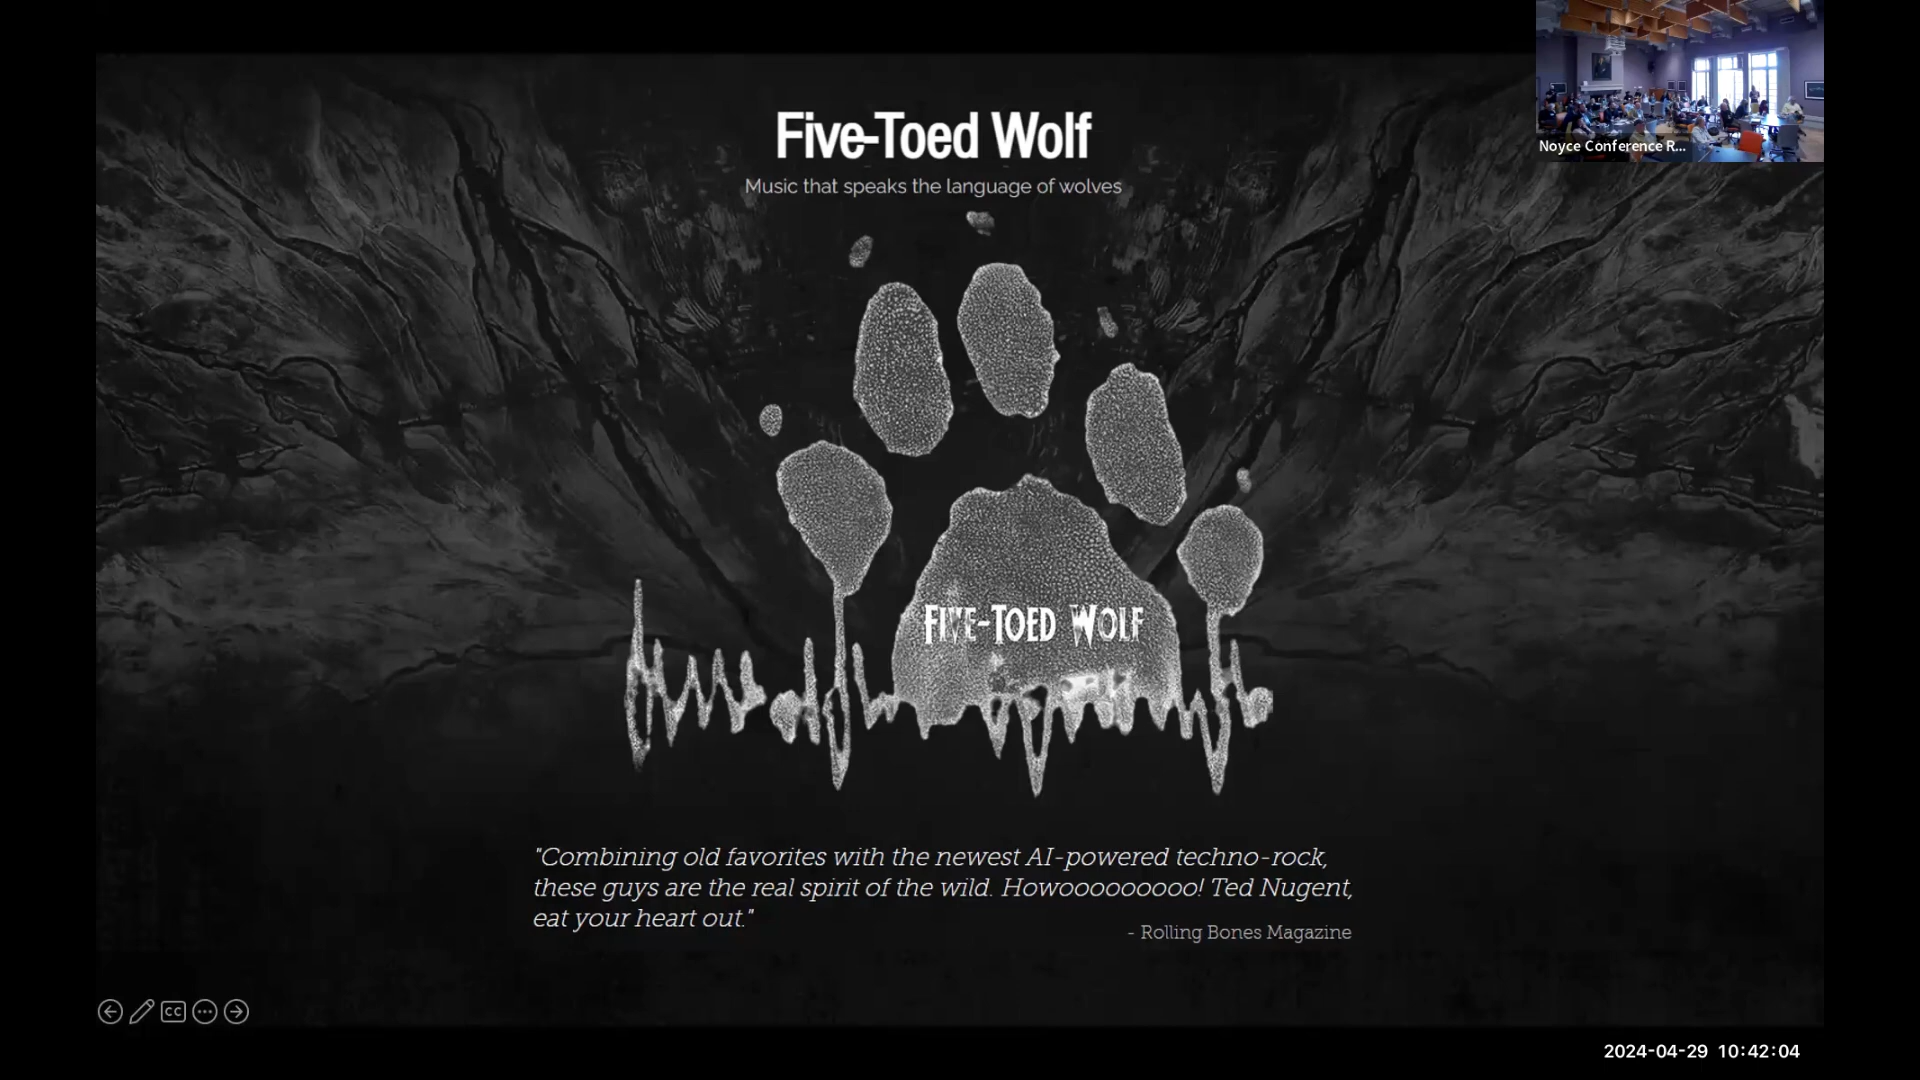 Five-Toed Wolf
Music that speaks the language of wolves
Noyce Conference R...
FIVE-TOED WOLF
"Combining old favorites with the newest AI-powered techno-rock,
these guys are the real spirit of the wild. Howooooooooo! Ted Nugent,
eat your heart out."
- Rolling Bones Magazine
CC
2024-04-29 10:42:04